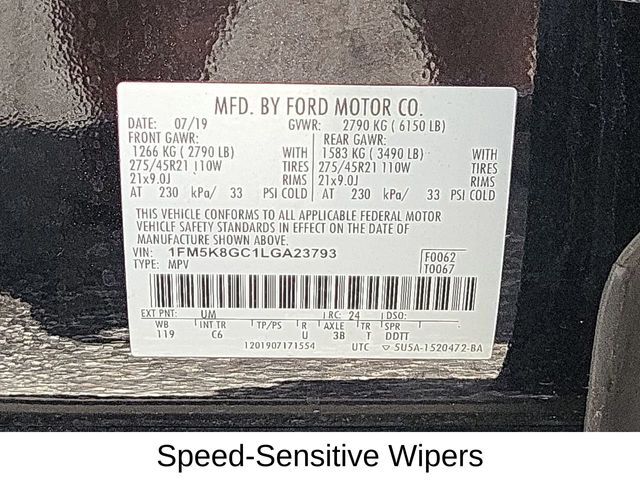 MFD. BY FORD MOTOR CO.
DATE: 07/19 GVWR: 2790 KG ( 6150 LB)
FRONT GAWR: REAR GAWR:
1266 KG ( 2790 LB) WITH 1583 KG ( 3490 LB) WITH
275/45R21 110W TIRES 275/45R21 110W TIRES
21x9.0J RIMS 21x9.0J RIMS
AT 230 kPa/ 33 PSI COLD AT 230 kPa/ 33 PSI COLD
THIS VEHICLE CONFORMS TO ALL APPLICABLE FEDERAL MOTOR
VEHICLE SAFETY AND THEFT PREVENTION STANDARDS IN EFFECT ON THE DATE OF
MANUFACTURE SHOWN ABOVE.
VIN: 1FM5K8GC1LGA23793 F0062
TYPE: MPV T0067
EXT PNT: UM RC: 24 DSO:
WB INT TR TP/PS R AXLE TR SPR
119 C6 U 3B T DDTT
1201907171554 UTC 5U5A-1520472-BA
Speed-Sensitive Wipers